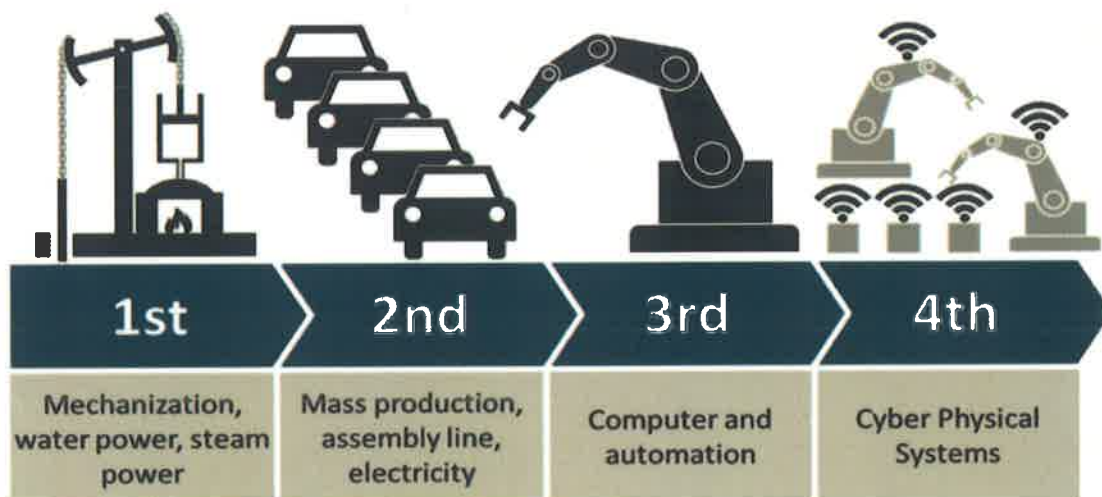 1st
2nd
3rd
4th
Mechanization,
water power, steam
power
Mass production,
assembly line,
electricity
Computer and
automation
Cyber Physical
Systems